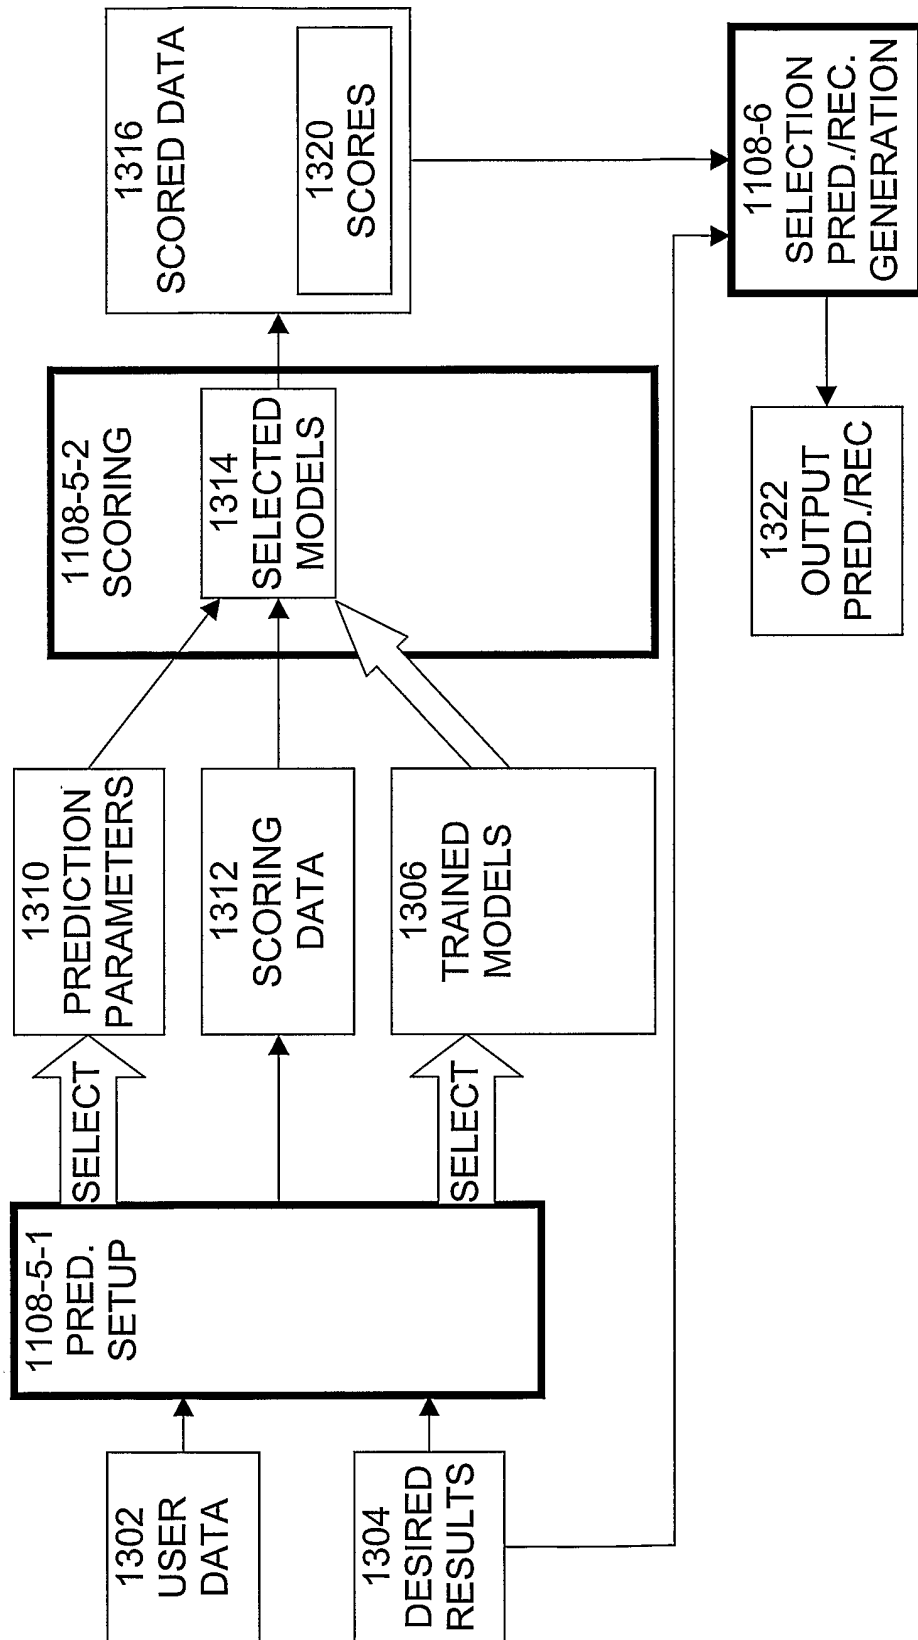 1302
USER
DATA
1304
DESIRED
RESULTS
1108-5-1
PRED.
SETUP
SELECT
SELECT
1310
PREDICTION
PARAMETERS
1312
SCORING
DATA
1306
TRAINED
MODELS
1108-5-2
SCORING
1314
SELECTED
MODELS
1316
SCORED DATA
1320
SCORES
1108-6
SELECTION
PRED./REC.
GENERATION
1322
OUTPUT
PRED./REC